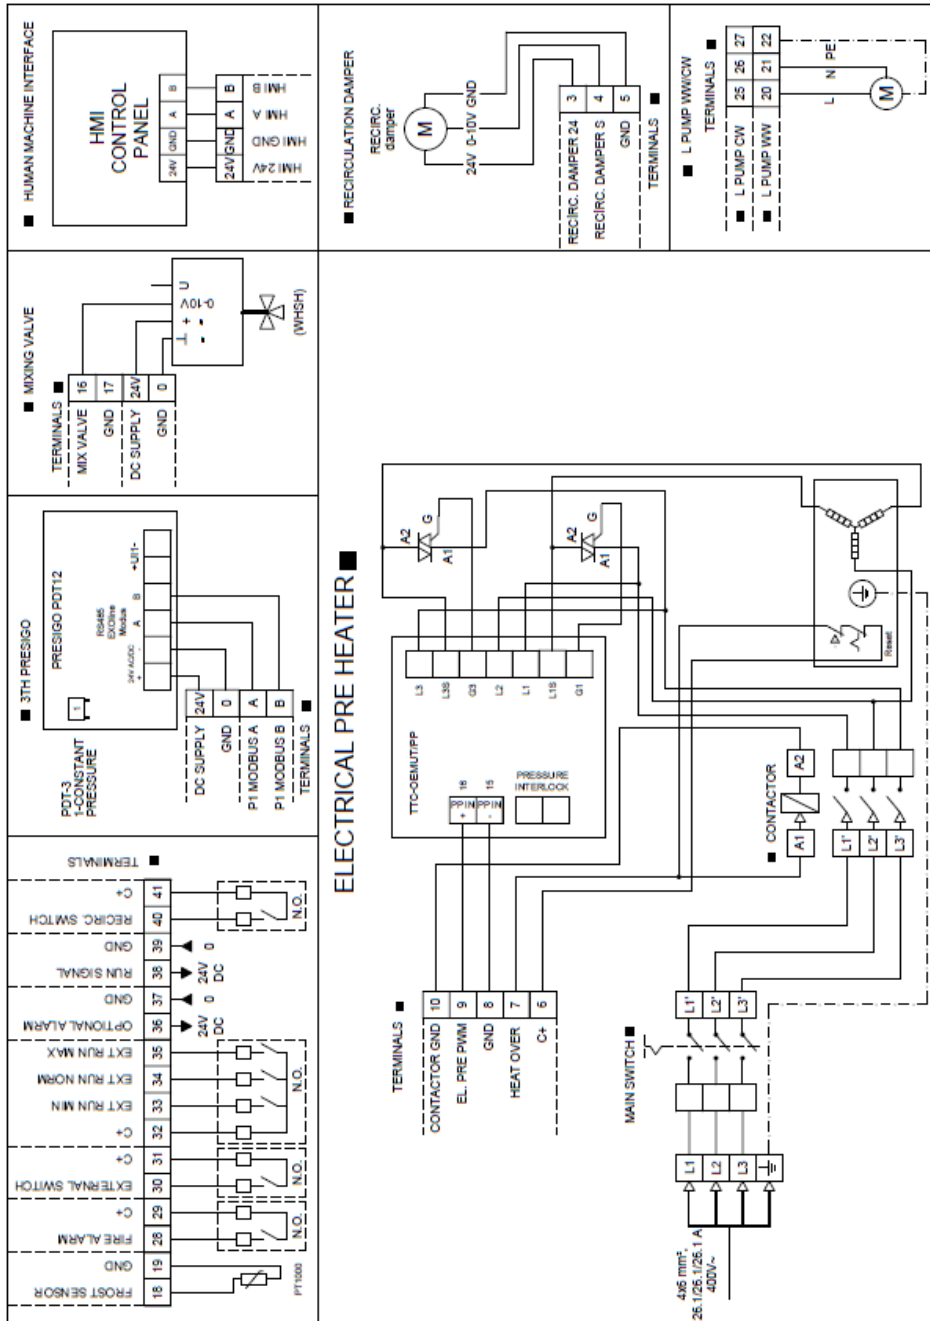 HUMAN MACHINE INTERFACE
HMI
CONTROL
PANEL
24V GND A B
24V GND A B
HMI 24V
HMI GND
HMI A
HMI B
RECIRCULATION DAMPER
RECIRC.
damper
M
24V 0-10V GND
3 4 5
RECIRC. DAMPER 24
RECIRC. DAMPER S
GND
TERMINALS
L PUMP WW/CW
TERMINALS
25 26 27
20 21 22
L PUMP CW
L PUMP WW
L N PE
M
MIXING VALVE
TERMINALS
MIX VALVE 16
GND 17
DC SUPPLY 24V
GND 0
⊥ + 0-10V U
- -
(WHSH)
3TH PRESIGO
PRESIGO PDT12
PDT-3
1-CONSTANT
PRESSURE
1
24V AC/DC
+ -
RS485
EXOline
Modus
A B
+UI1-
DC SUPPLY 24V
GND 0
P1 MODBUS A A
P1 MODBUS B B
TERMINALS
TERMINALS
FROST SENSOR 18
GND 19
FIRE ALARM 28
C+ 29
EXTERNAL SWITCH 30
C+ 31
C+ 32
EXT RUN MIN 33
EXT RUN NORM 34
EXT RUN MAX 35
OPTIONAL ALARM 36
GND 37
RUN SIGNAL 38
GND 39
RECIRC. SWITCH 40
C+ 41
PT1000
N.O.
N.O.
N.O.
24V
DC
0
24V
DC
0
N.O.
ELECTRICAL PRE HEATER
TERMINALS
CONTACTOR GND 10
EL. PRE PWM 9
GND 8
HEAT OVER 7
C+ 6
TTC-OEMUT/PP
L3
L3S
G3
L2
L1
L1S
G1
PP IN
+
16
PP IN
-
15
PRESSURE
INTERLOCK
A2
G
A1
A2
G
A1
Reset
CONTACTOR
A1 A2
L1'
L2'
L3'
MAIN SWITCH
L1'
L2'
L3'
L1
L2
L3
4x6 mm²,
26.1/26.1/26.1 A
400V~